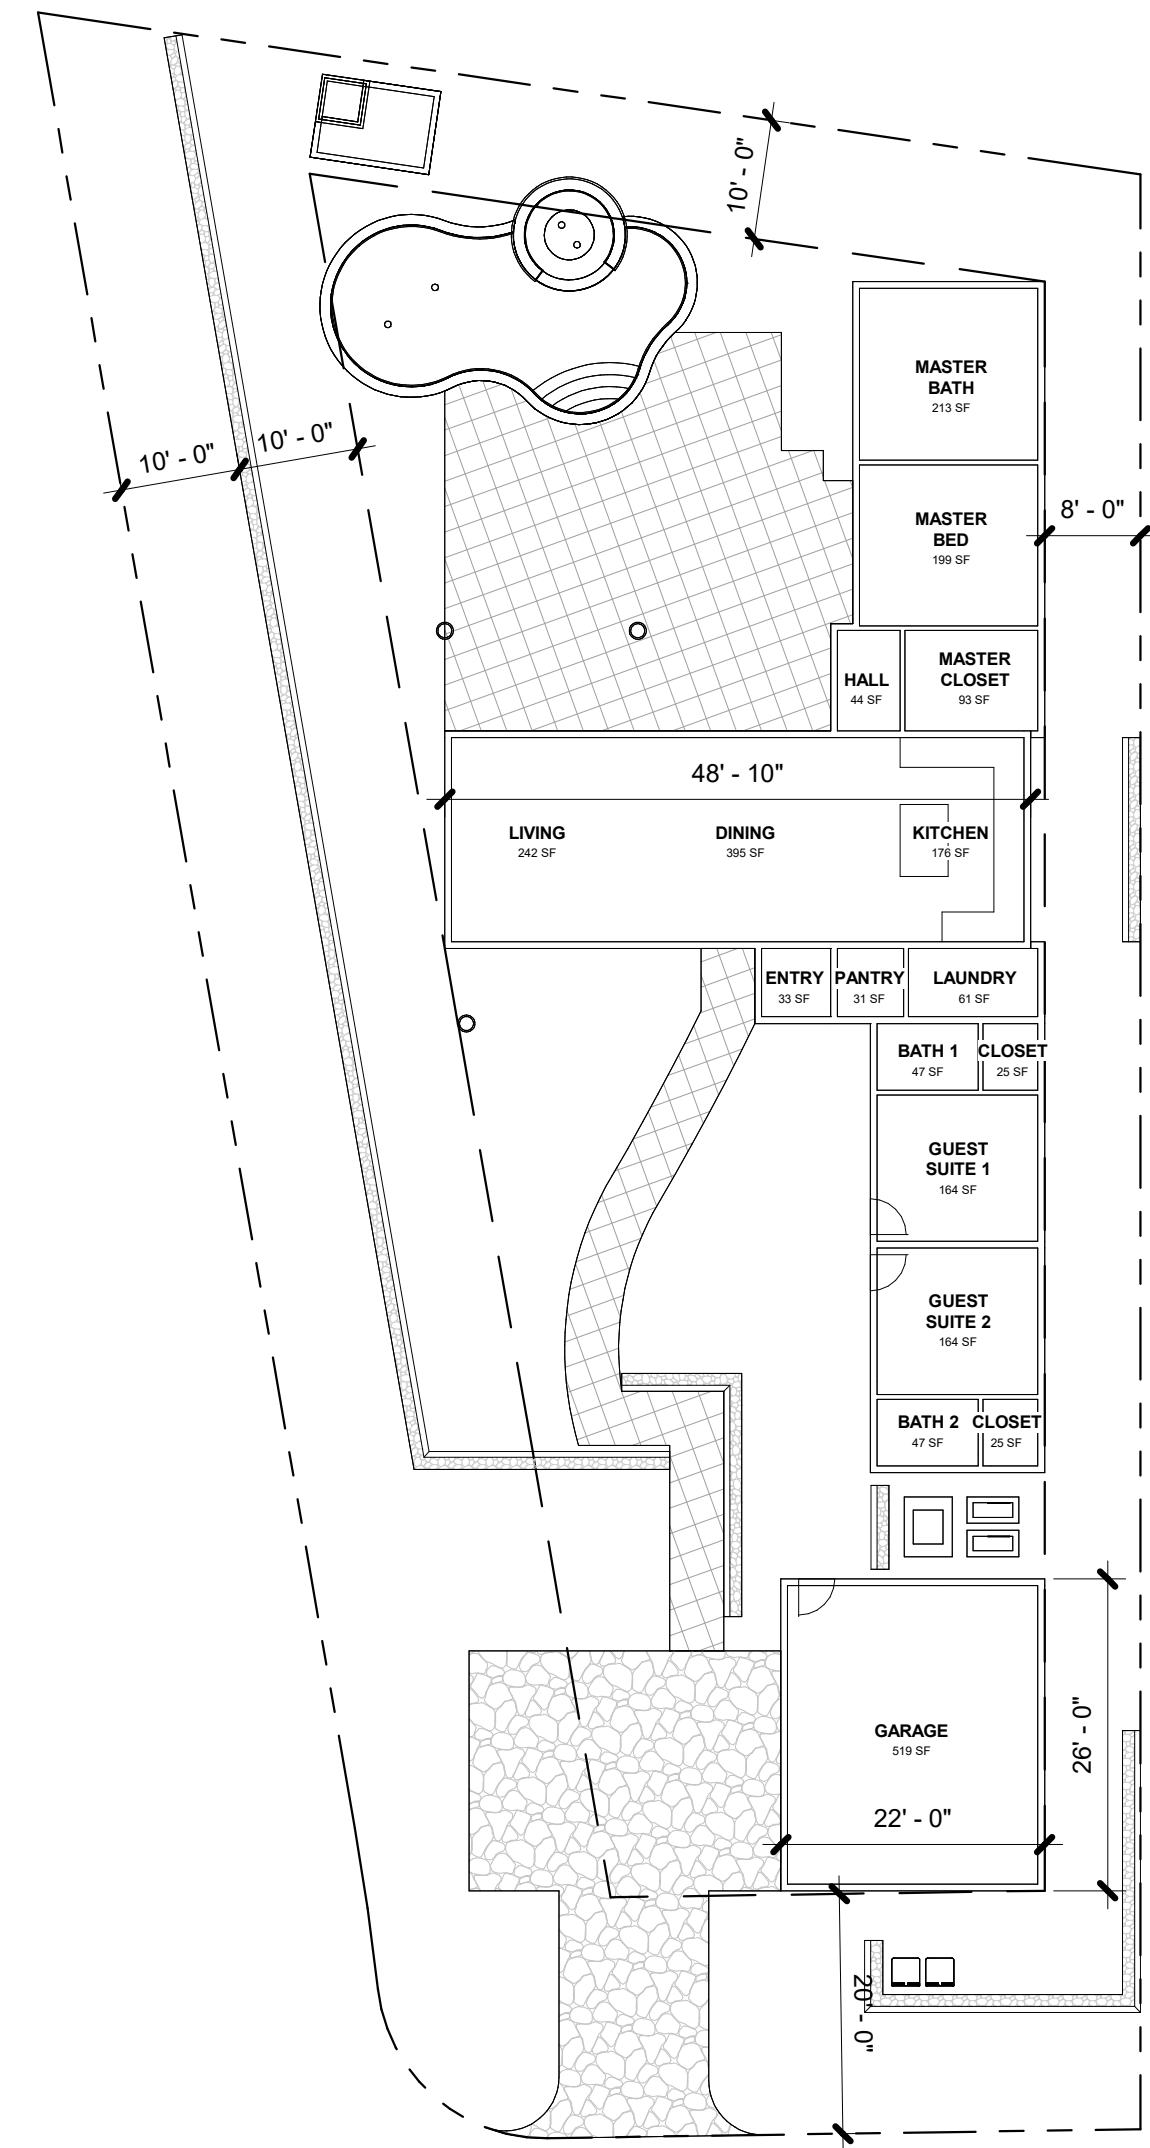 10' - 0"
MASTER
BATH
213 SF
10' - 0"
10' - 0"
MASTER
BED
199 SF
8' - 0"
HALL
44 SF
MASTER
CLOSET
93 SF
48' - 10"
LIVING
242 SF
DINING
395 SF
KITCHEN
176 SF
ENTRY
33 SF
PANTRY
31 SF
LAUNDRY
61 SF
BATH 1
47 SF
CLOSET
25 SF
GUEST
SUITE 1
164 SF
GUEST
SUITE 2
164 SF
BATH 2
47 SF
CLOSET
25 SF
GARAGE
519 SF
26' - 0"
22' - 0"
20' - 0"